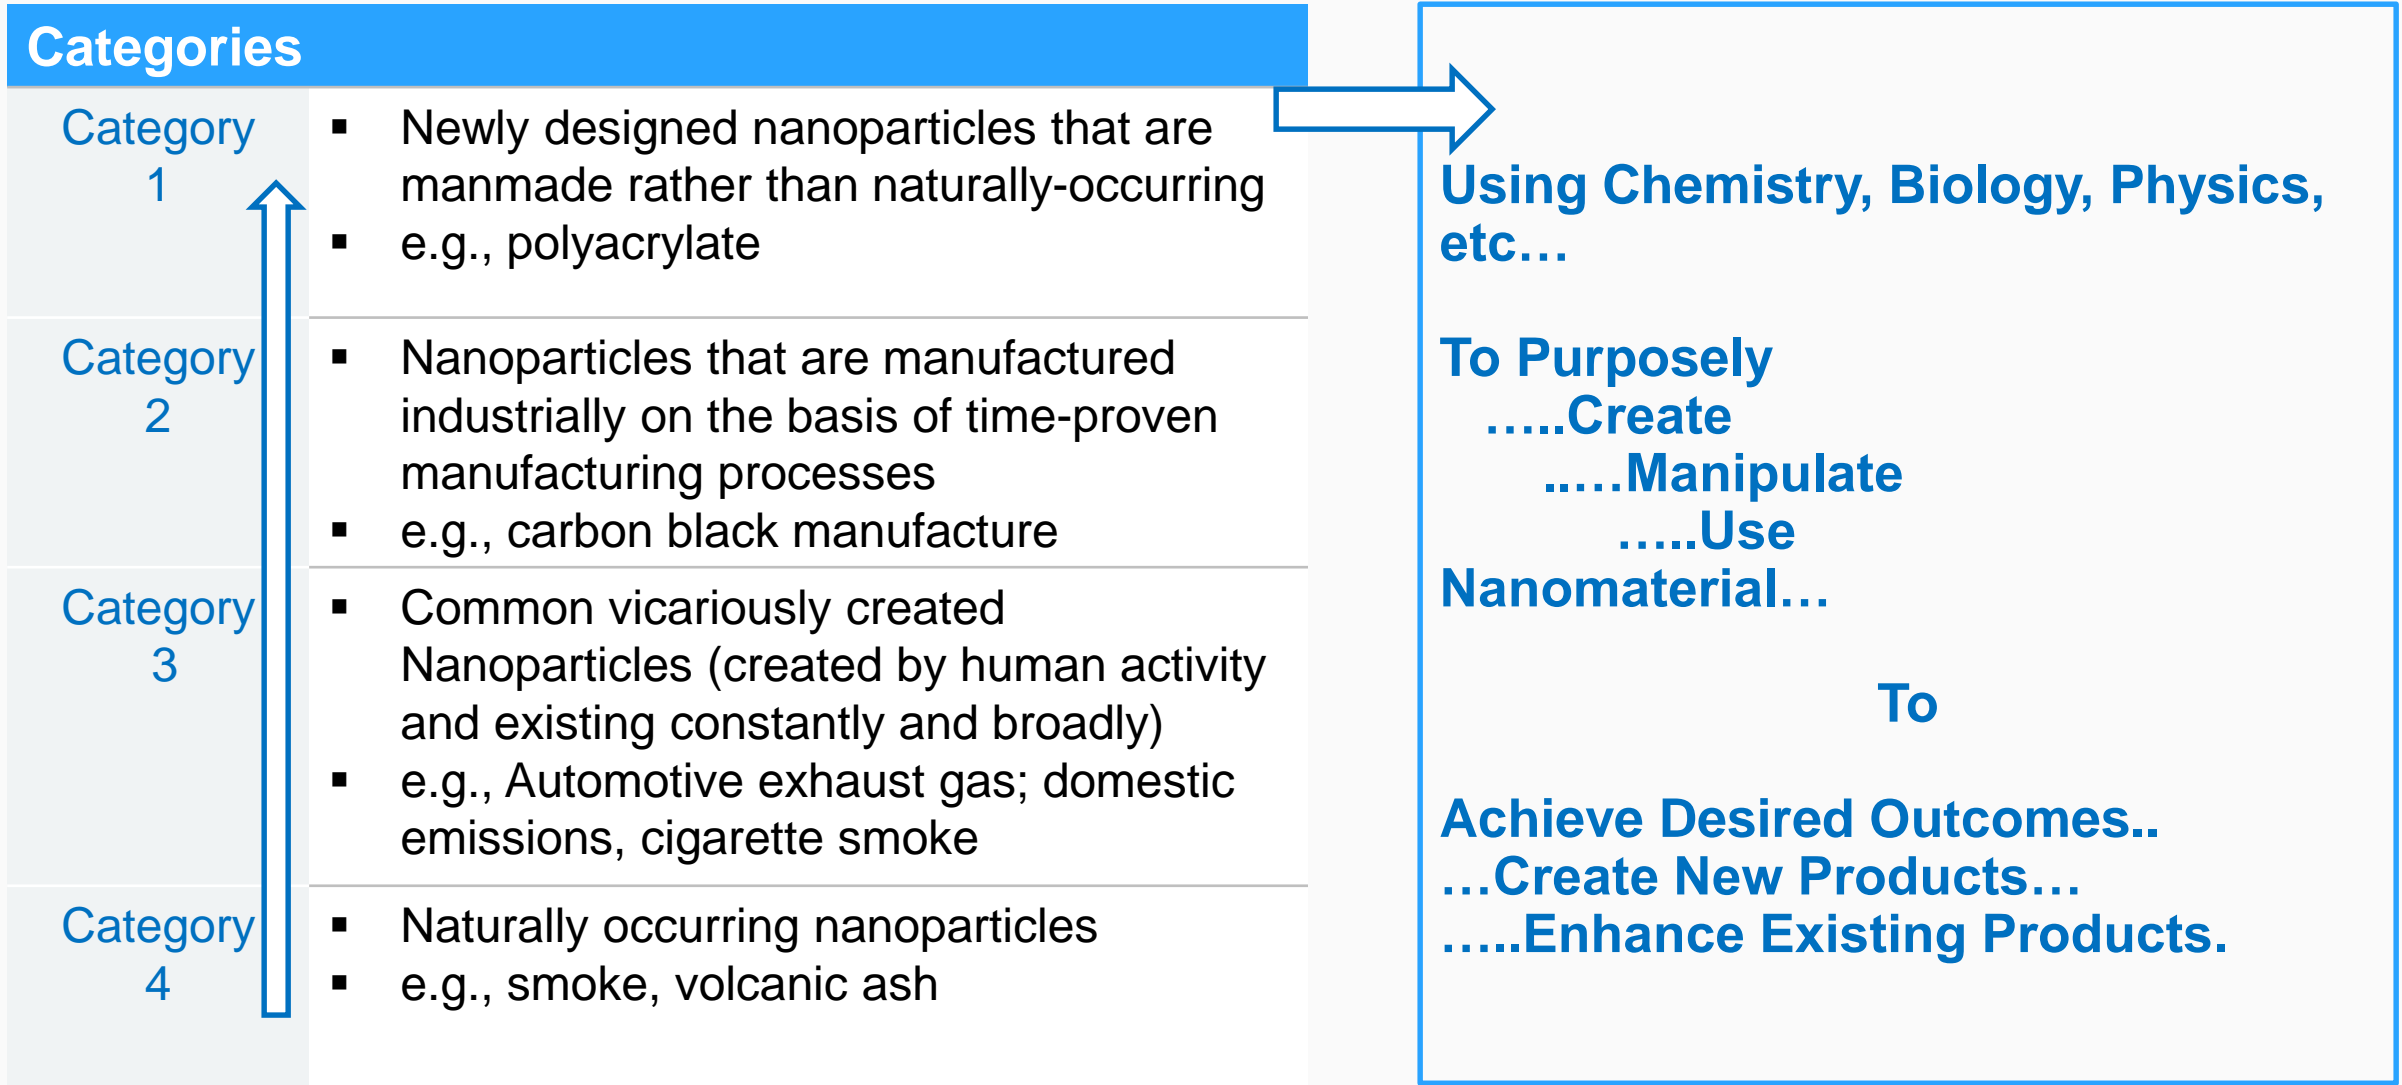 Categories
Category
1
▪ Newly designed nanoparticles that are
manmade rather than naturally-occurring
▪ e.g., polyacrylate
Category
2
▪ Nanoparticles that are manufactured
industrially on the basis of time-proven
manufacturing processes
▪ e.g., carbon black manufacture
Category
3
▪ Common vicariously created
Nanoparticles (created by human activity
and existing constantly and broadly)
▪ e.g., Automotive exhaust gas; domestic
emissions, cigarette smoke
Category
4
▪ Naturally occurring nanoparticles
▪ e.g., smoke, volcanic ash
Using Chemistry, Biology, Physics,
etc…
To Purposely
…..Create
..…Manipulate
…..Use
Nanomaterial…
To
Achieve Desired Outcomes..
…Create New Products…
…..Enhance Existing Products.